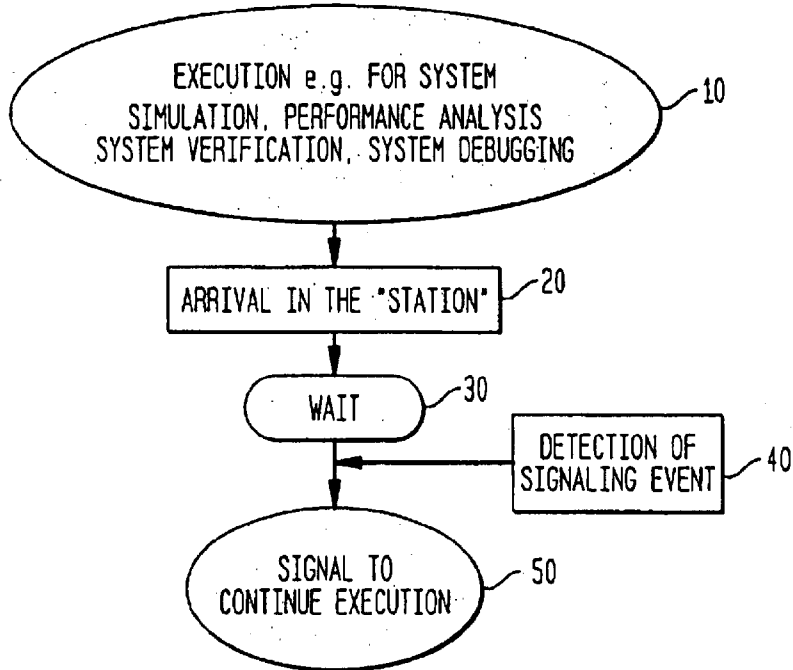 EXECUTION e.g. FOR SYSTEM
SIMULATION, PERFORMANCE ANALYSIS
SYSTEM VERIFICATION, SYSTEM DEBUGGING
10
ARRIVAL IN THE "STATION"
20
WAIT
30
DETECTION OF
SIGNALING EVENT
40
SIGNAL TO
CONTINUE EXECUTION
50